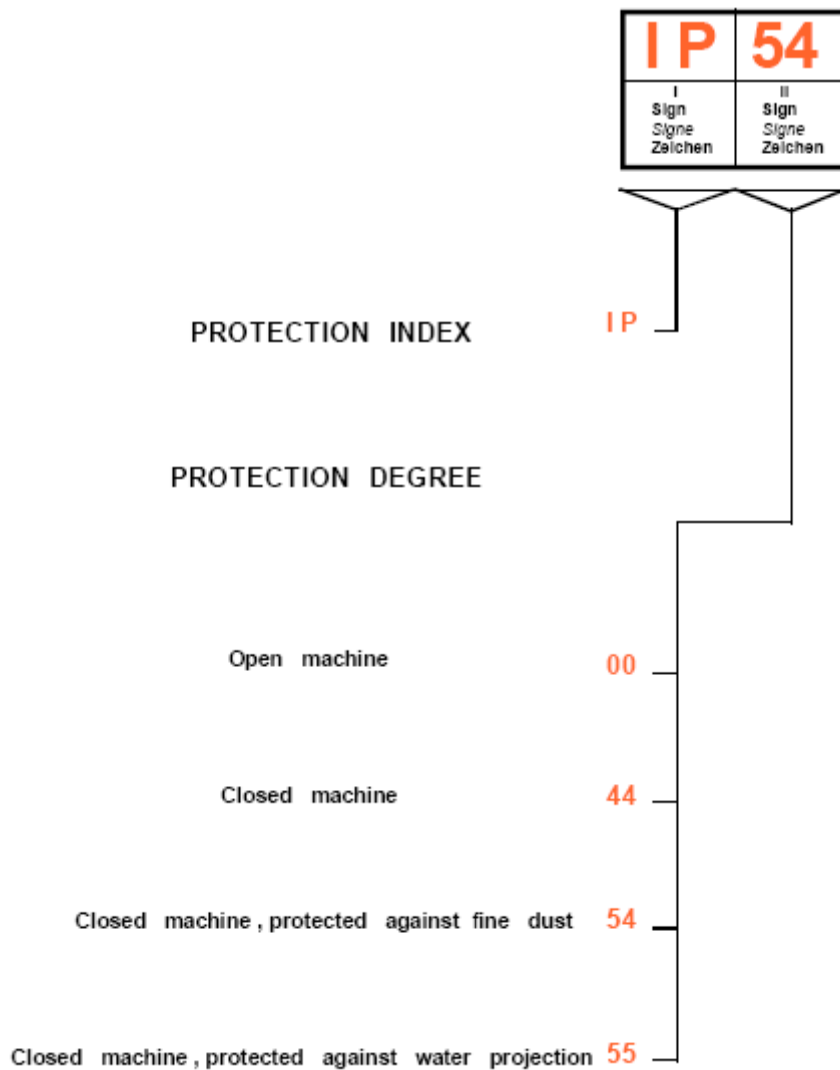 IP 54
I II
Sign Sign
Signe Signe
Zeichen Zeichen
PROTECTION INDEX IP
PROTECTION DEGREE
Open machine 00
Closed machine 44
Closed machine , protected against fine dust 54
Closed machine , protected against water projection 55